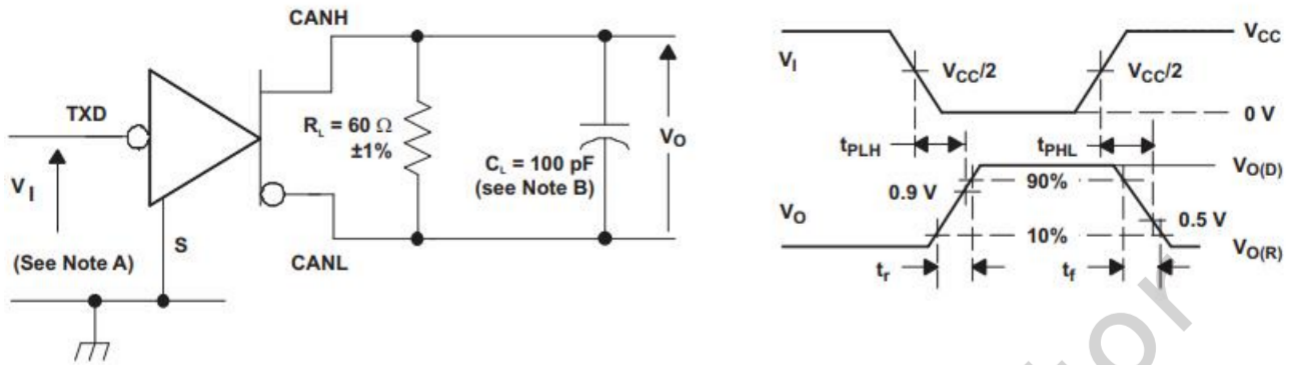 CANH
TXD
R_L = 60 Ω
±1%
C_L = 100 pF
(see Note B)
V_O
V_I
S
(See Note A)
CANL
V_I
V_CC/2
V_CC/2
V_CC
0 V
t_PLH
t_PHL
V_O(D)
90%
0.9 V
V_O
0.5 V
10%
V_O(R)
t_r
t_f